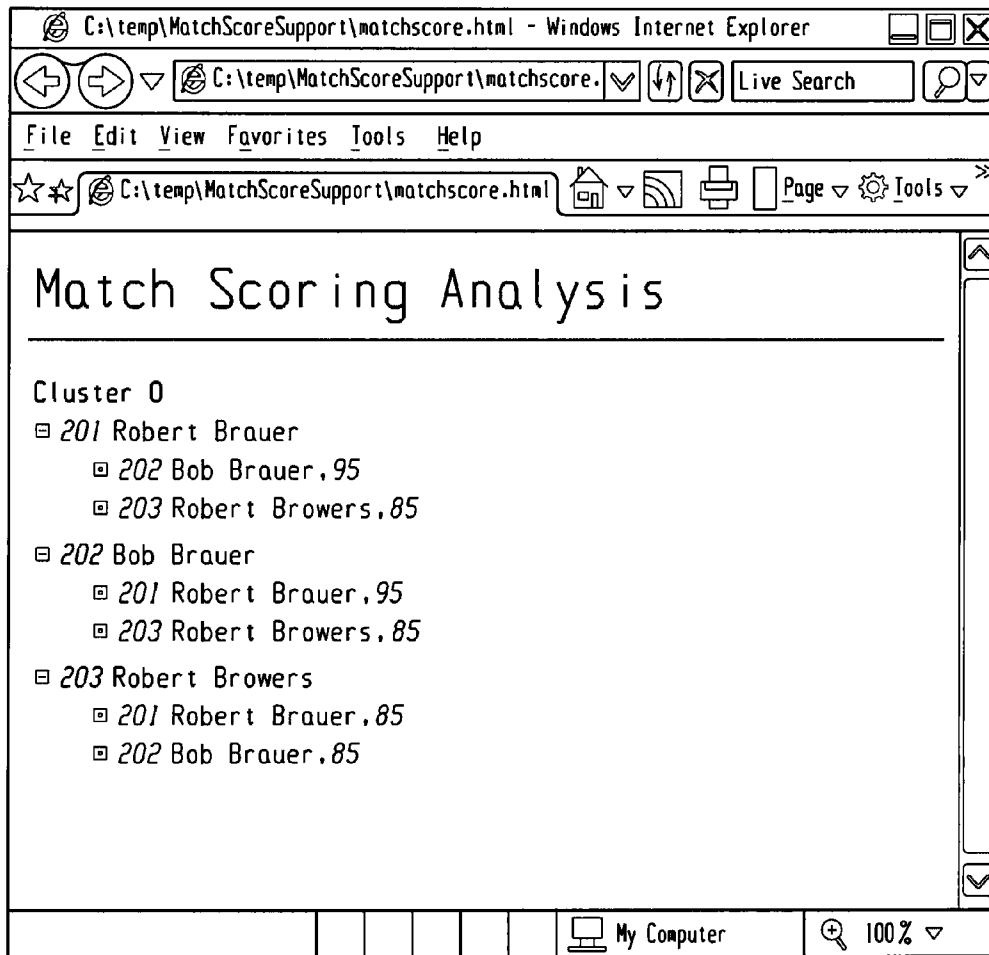 C:\temp\MatchScoreSupport\matchscore.html - Windows Internet Explorer
C:\temp\MatchScoreSupport\matchscore. Live Search
File Edit View Favorites Tools Help
C:\temp\MatchScoreSupport\matchscore.html Page Tools »
Match Scoring Analysis
Cluster 0
201 Robert Brauer
202 Bob Brauer, 95
203 Robert Browers, 85
202 Bob Brauer
201 Robert Brauer, 95
203 Robert Browers, 85
203 Robert Browers
201 Robert Brauer, 85
202 Bob Brauer, 85
My Computer 100%